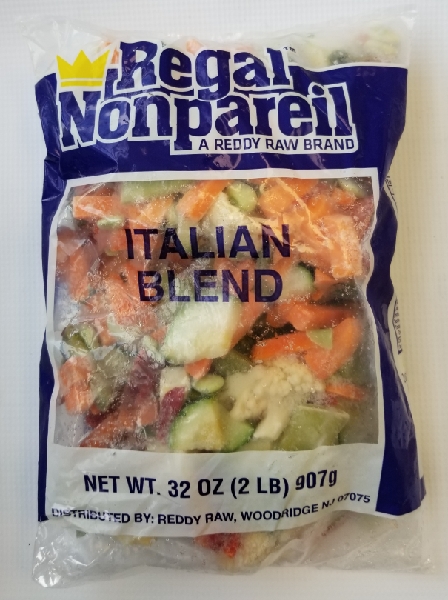 Regal™
Nonpareil
A REDDY RAW BRAND
ITALIAN
BLEND
NET WT. 32 OZ (2 LB) 907g
DISTRIBUTED BY: REDDY RAW, WOODRIDGE NJ 07075